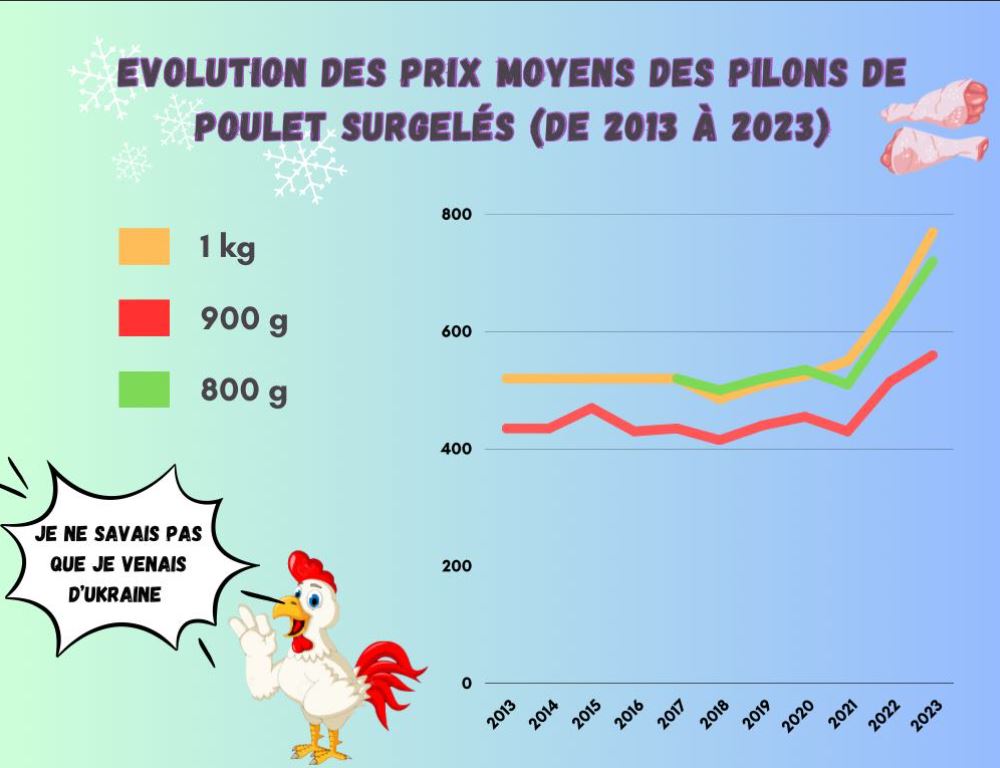 EVOLUTION DES PRIX MOYENS DES PILONS DE
POULET SURGELÉS (DE 2013 À 2023)
1 kg
900 g
800 g
800
600
400
200
0
2013
2014
2015
2016
2017
2018
2019
2020
2021
2022
2023
JE NE SAVAIS PAS
QUE JE VENAIS
D'UKRAINE